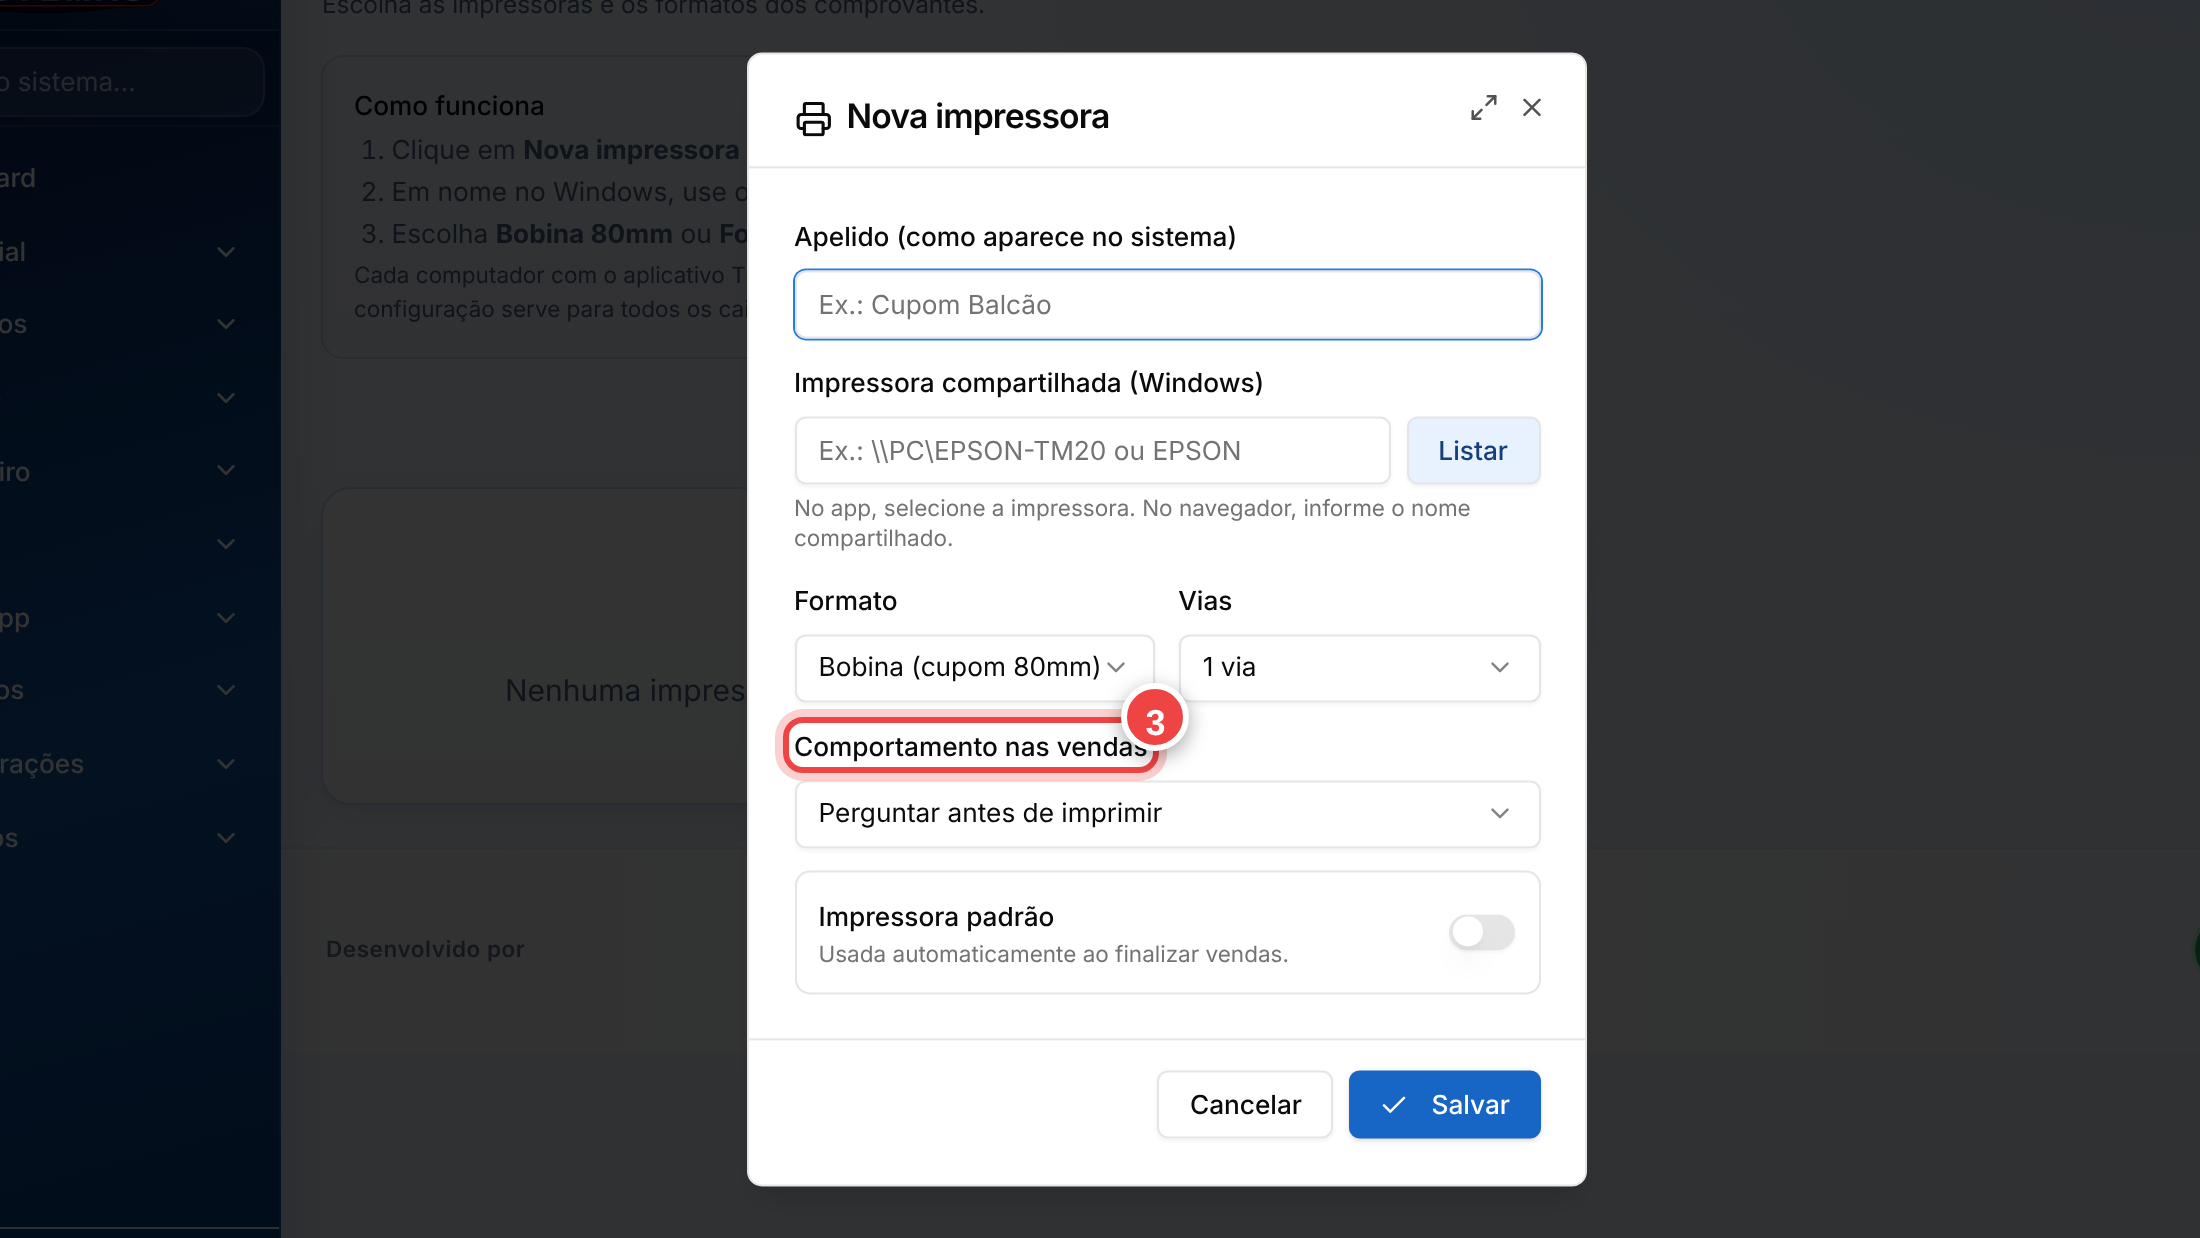 Escolha as impressoras e os formatos dos comprovantes.
o sistema...
Como funciona
1. Clique em Nova impressora
2. Em nome no Windows, use
3. Escolha Bobina 80mm ou
Cada computador com o aplicativo
configuração serve para todos os
ard
ial
os
iro
pp
os
rações
os
Nenhuma impres
Desenvolvido por
Nova impressora
Apelido (como aparece no sistema)
Ex.: Cupom Balcão
Impressora compartilhada (Windows)
Ex.: \\PC\EPSON-TM20 ou EPSON
Listar
No app, selecione a impressora. No navegador, informe o nome
compartilhado.
Formato
Vias
Bobina (cupom 80mm)
1 via
3
Comportamento nas vendas
Perguntar antes de imprimir
Impressora padrão
Usada automaticamente ao finalizar vendas.
Cancelar
Salvar